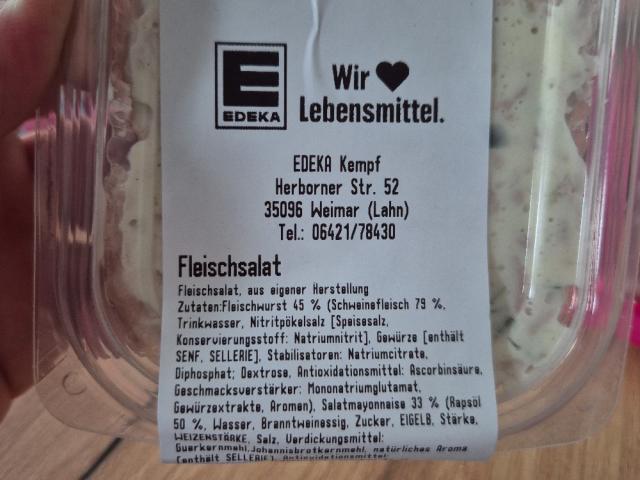 E
EDEKA
Wir ♥
Lebensmittel.
EDEKA Kempf
Herborner Str. 52
35096 Weimar (Lahn)
Tel.: 06421/78430
Fleischsalat
Fleischsalat, aus eigener Herstellung
Zutaten:Fleischwurst 45 % (Schweinefleisch 79 %,
Trinkwasser, Nitritpökelsalz [Speisesalz,
Konservierungsstoff: Natriumnitrit], Gewürze [enthält
SENF, SELLERIE], Stabilisatoren: Natriumcitrate,
Diphosphat; Dextrose, Antioxidationsmittel: Ascorbinsäure,
Geschmacksverstärker: Mononatriumglutamat,
Gewürzextrakte, Aromen), Salatmayonnaise 33 % (Rapsöl
50 %, Wasser, Branntweinessig, Zucker, EIGELB, Stärke,
WEIZENSTÄRKE, Salz, Verdickungsmittel:
Guarkernmehl,Johannisbrotkernmehl, natürliches Aroma
[enthält SELLERIE], Antioxidationsmittel: